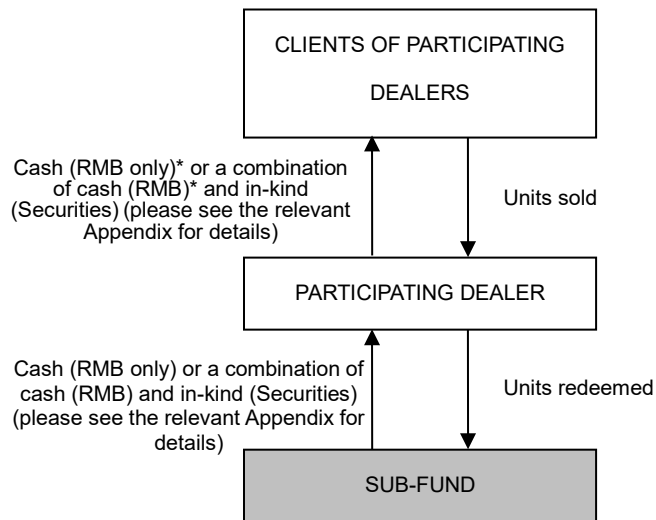 CLIENTS OF PARTICIPATING
DEALERS
Cash (RMB only)* or a combination
of cash (RMB)* and in-kind
(Securities) (please see the relevant
Appendix for details)
Units sold
PARTICIPATING DEALER
Cash (RMB only) or a combination of
cash (RMB) and in-kind (Securities)
(please see the relevant Appendix for
details)
Units redeemed
SUB-FUND